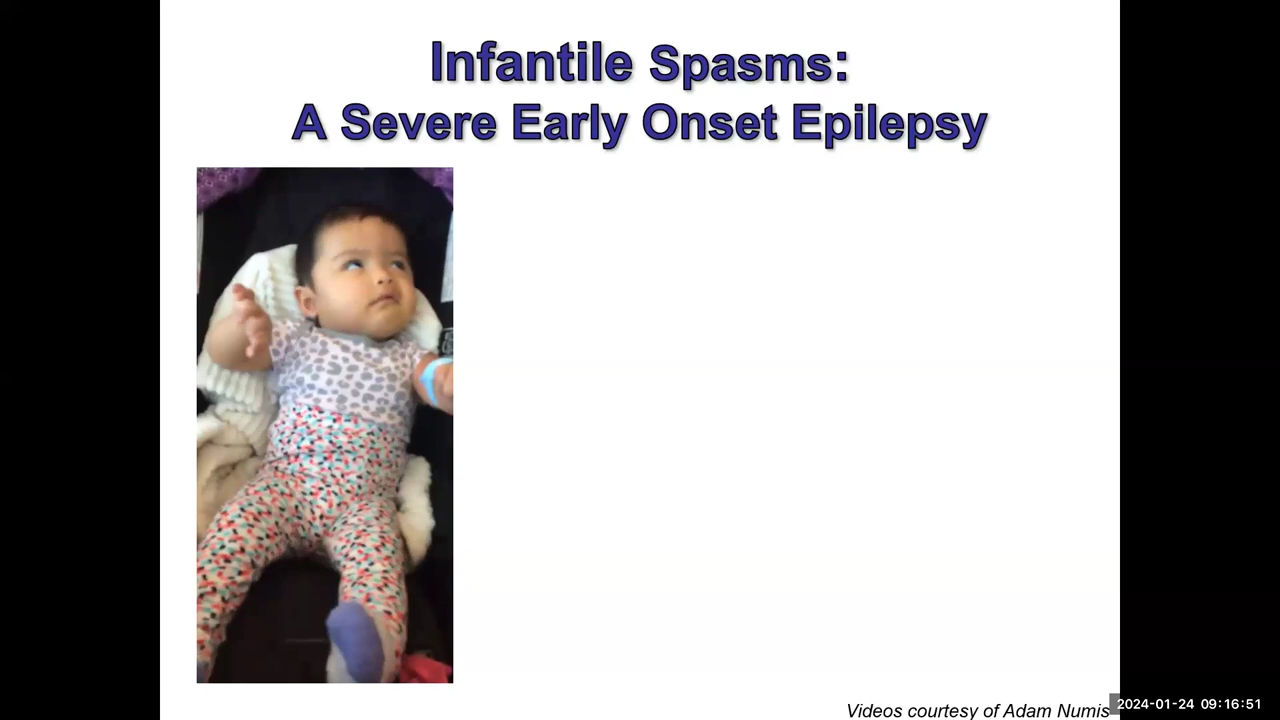 Infantile Spasms:
A Severe Early Onset Epilepsy
Videos courtesy of Adam Numis
2024-01-24 09:16:51